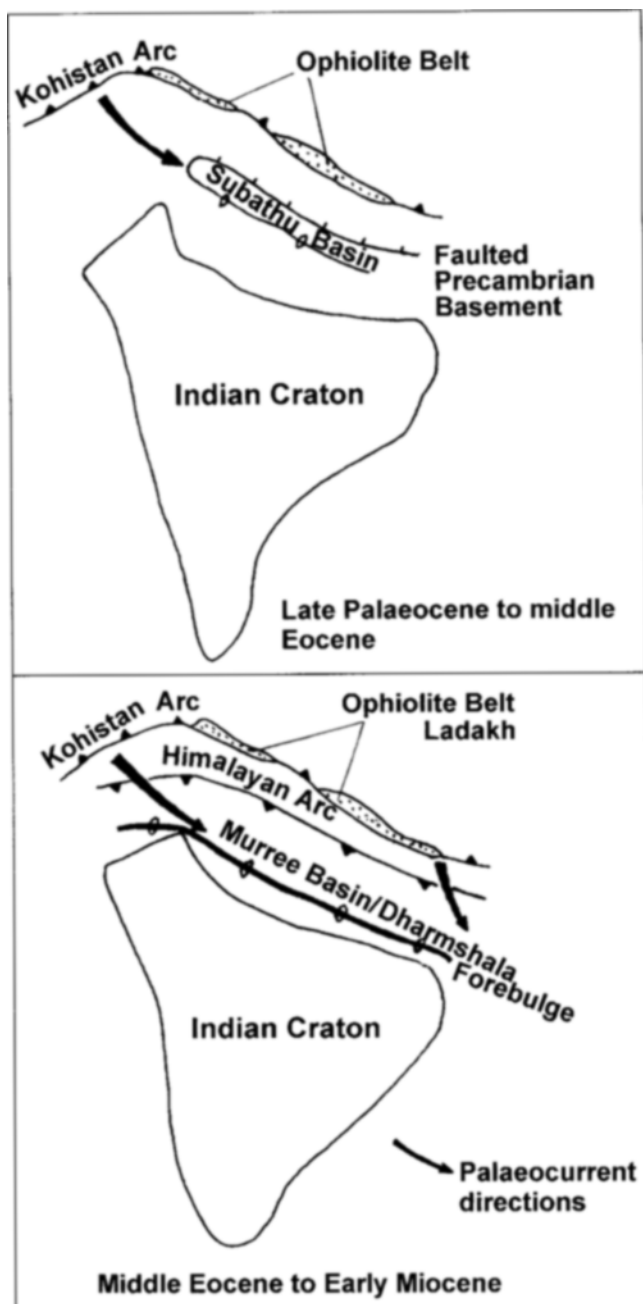 Kohistan Arc
Ophiolite Belt
Subathu Basin
Faulted
Precambrian
Basement
Indian Craton
Late Palaeocene to middle
Eocene
Kohistan Arc
Ophiolite Belt
Ladakh
Himalayan Arc
Murree Basin/Dharmshala
Forebulge
Indian Craton
Palaeocurrent
directions
Middle Eocene to Early Miocene